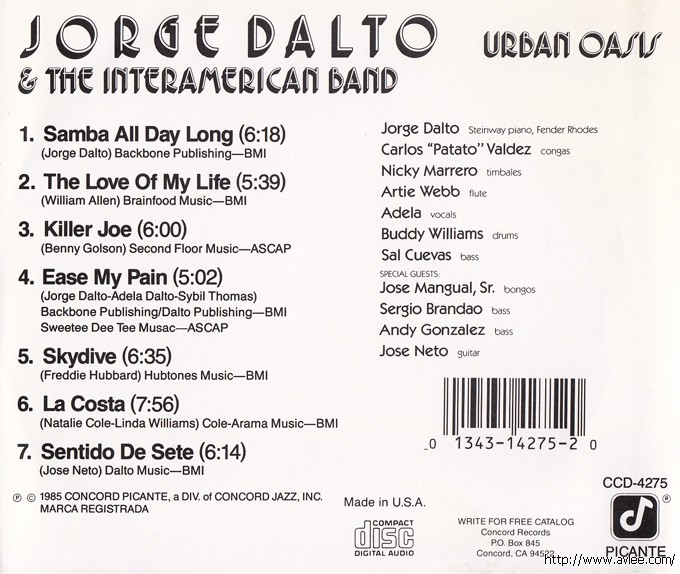 JORGE DALTO
& THE INTERAMERICAN BAND
URBAN OASIS
1. Samba All Day Long (6:18)
(Jorge Dalto) Backbone Publishing—BMI
2. The Love Of My Life (5:39)
(William Allen) Brainfood Music—BMI
3. Killer Joe (6:00)
(Benny Golson) Second Floor Music—ASCAP
4. Ease My Pain (5:02)
(Jorge Dalto-Adela Dalto-Sybil Thomas)
Backbone Publishing/Dalto Publishing—BMI
Sweetee Dee Tee Musac—ASCAP
5. Skydive (6:35)
(Freddie Hubbard) Hubtones Music—BMI
6. La Costa (7:56)
(Natalie Cole-Linda Williams) Cole-Arama Music—BMI
7. Sentido De Sete (6:14)
(Jose Neto) Dalto Music—BMI
Jorge Dalto Steinway piano, Fender Rhodes
Carlos "Patato" Valdez congas
Nicky Marrero timbales
Artie Webb flute
Adela vocals
Buddy Williams drums
Sal Cuevas bass
SPECIAL GUESTS:
Jose Mangual, Sr. bongos
Sergio Brandao bass
Andy Gonzalez bass
Jose Neto guitar
0 1343-14275-2 0
℗ © 1985 CONCORD PICANTE, a DIV. of CONCORD JAZZ, INC.
MARCA REGISTRADA
Made in U.S.A.
COMPACT
disc
DIGITAL AUDIO
WRITE FOR FREE CATALOG
Concord Records
P.O. Box 845
Concord, CA 94522
CCD-4275
®
PICANTE
http://www.avlee.com/